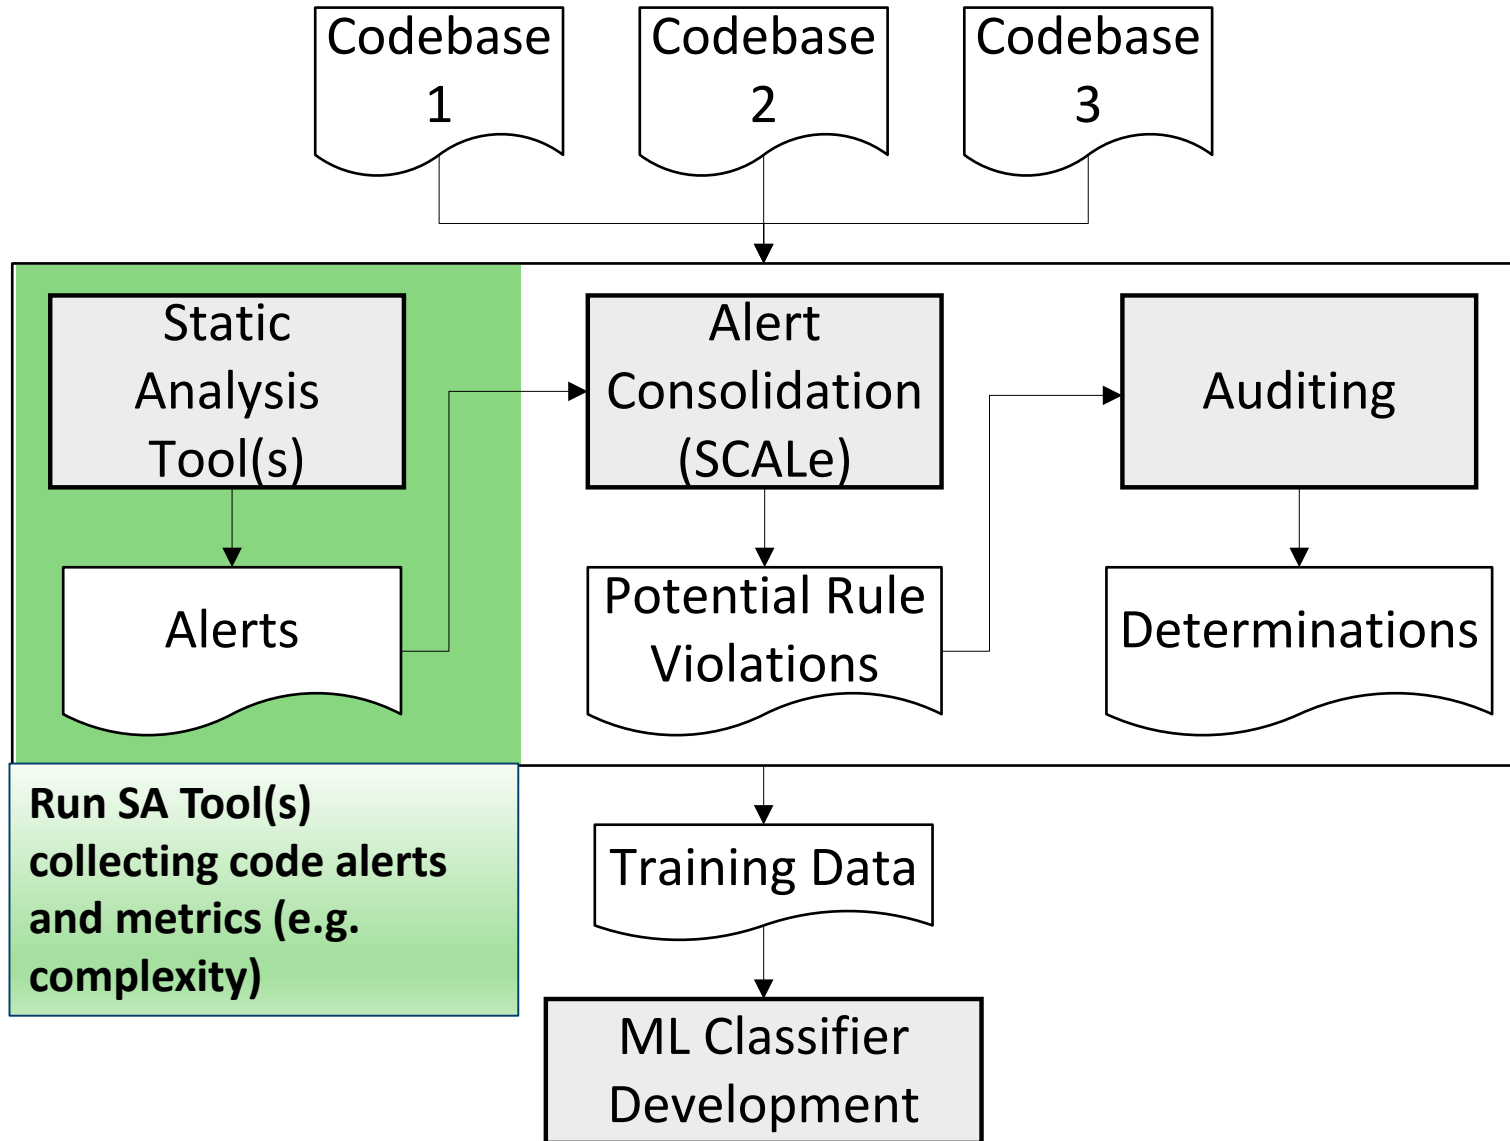 Codebase
1
Codebase
2
Codebase
3
Static
Analysis
Tool(s)
Alert
Consolidation
(SCALe)
Auditing
Alerts
Potential Rule
Violations
Determinations
Run SA Tool(s)
collecting code alerts
and metrics (e.g.
complexity)
Training Data
ML Classifier
Development